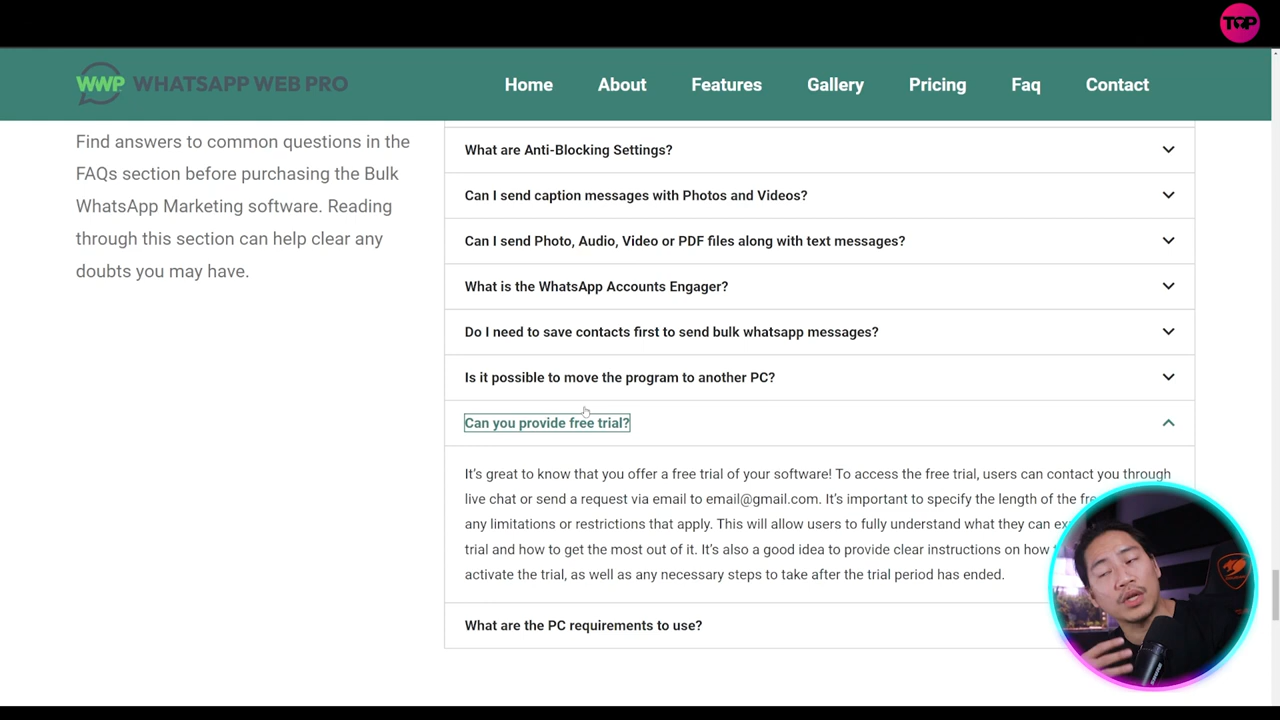 TOP
WWP WHATSAPP WEB PRO
Home About Features Gallery Pricing Faq Contact
Find answers to common questions in the
FAQs section before purchasing the Bulk
WhatsApp Marketing software. Reading
through this section can help clear any
doubts you may have.
What are Anti-Blocking Settings?
Can I send caption messages with Photos and Videos?
Can I send Photo, Audio, Video or PDF files along with text messages?
What is the WhatsApp Accounts Engager?
Do I need to save contacts first to send bulk whatsapp messages?
Is it possible to move the program to another PC?
Can you provide free trial?
It's great to know that you offer a free trial of your software! To access the free trial, users can contact you through
live chat or send a request via email to email@gmail.com. It's important to specify the length of the
any limitations or restrictions that apply. This will allow users to fully understand what they can
trial and how to get the most out of it. It's also a good idea to provide clear instructions on how
activate the trial, as well as any necessary steps to take after the trial period has ended.
What are the PC requirements to use?